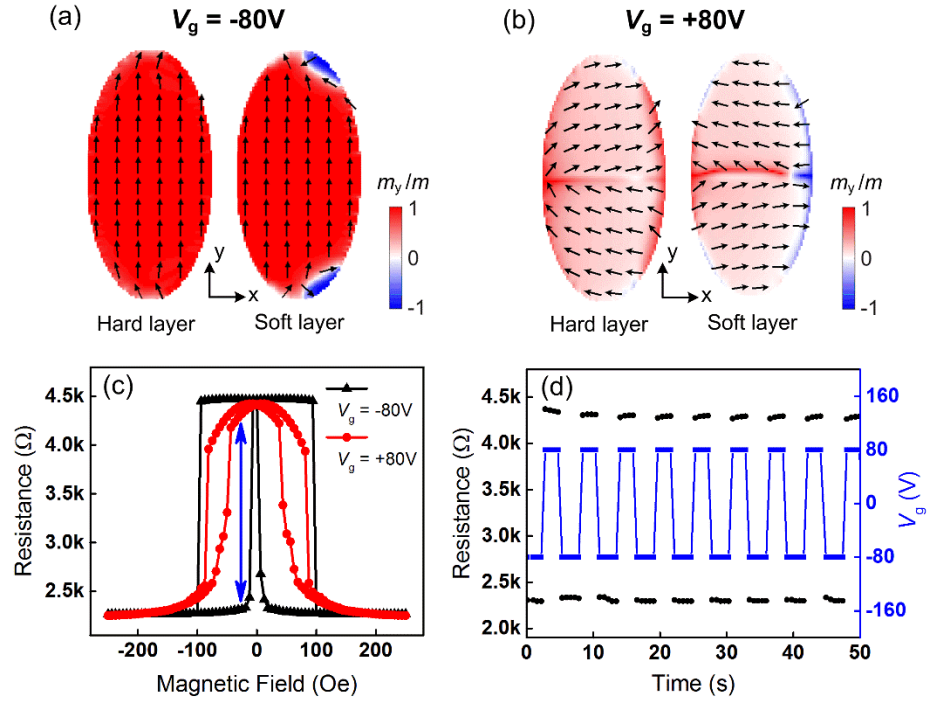 (a)
Vg = -80V
(b)
Vg = +80V
my/m
1
0
-1
y
x
Hard layer
Soft layer
my/m
1
0
-1
y
x
Hard layer
Soft layer
(c)
4.5k
4.0k
3.5k
3.0k
2.5k
Resistance (Ω)
Vg = -80V
Vg = +80V
-200
-100
0
100
200
Magnetic Field (Oe)
(d)
4.5k
4.0k
3.5k
3.0k
2.5k
2.0k
Resistance (Ω)
160
80
0
-80
-160
Vg (V)
0
10
20
30
40
50
Time (s)